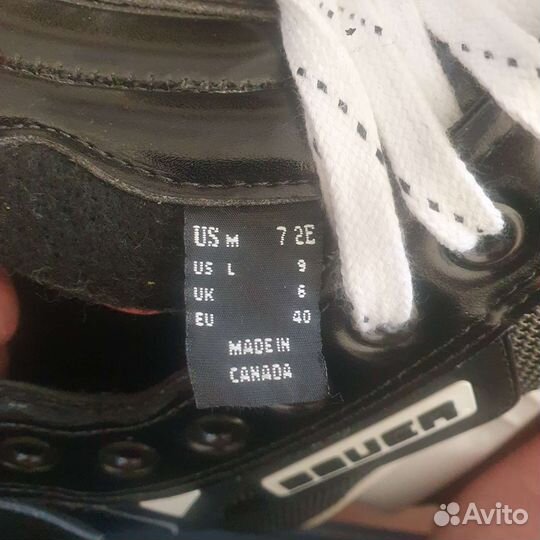 US M 7 2E
US L 9
UK 6
EU 40
MADE IN
CANADA
BAUER
Avito